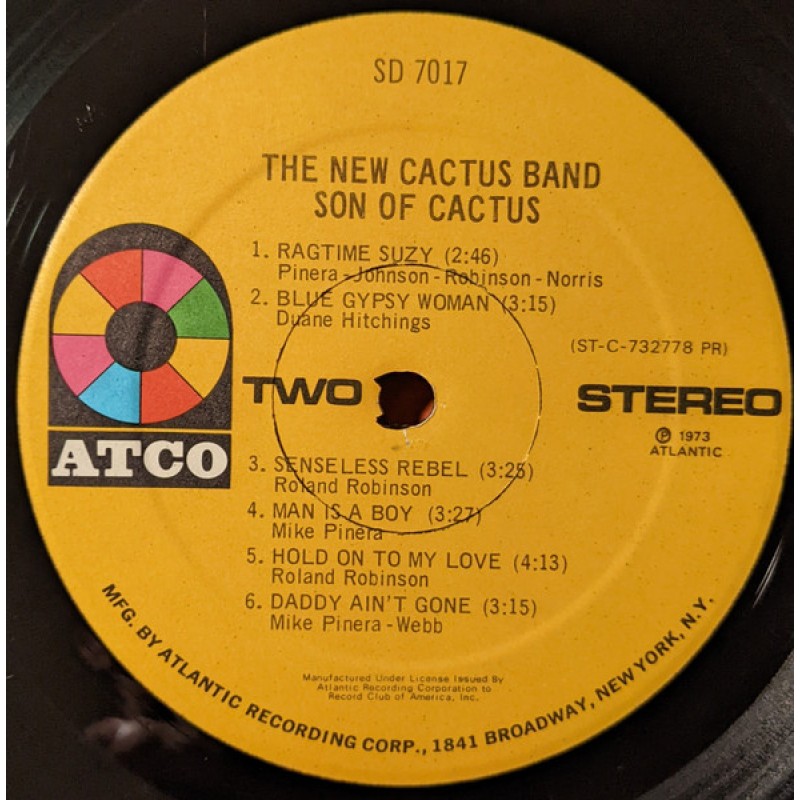 SD 7017
THE NEW CACTUS BAND
SON OF CACTUS
1. RAGTIME SUZY (2:46)
Pinera-Johnson-Robinson-Norris
2. BLUE GYPSY WOMAN (3:15)
Duane Hitchings
(ST-C-732778 PR)
TWO
STEREO
Ⓟ 1973
ATLANTIC
ATCO
3. SENSELESS REBEL (3:25)
Roland Robinson
4. MAN IS A BOY (3:27)
Mike Pinera
5. HOLD ON TO MY LOVE (4:13)
Roland Robinson
6. DADDY AIN'T GONE (3:15)
Mike Pinera-Webb
Manufactured Under License Issued By
Atlantic Recording Corporation to
Record Club of America, Inc.
MFG. BY ATLANTIC RECORDING CORP., 1841 BROADWAY, NEW YORK, N.Y.